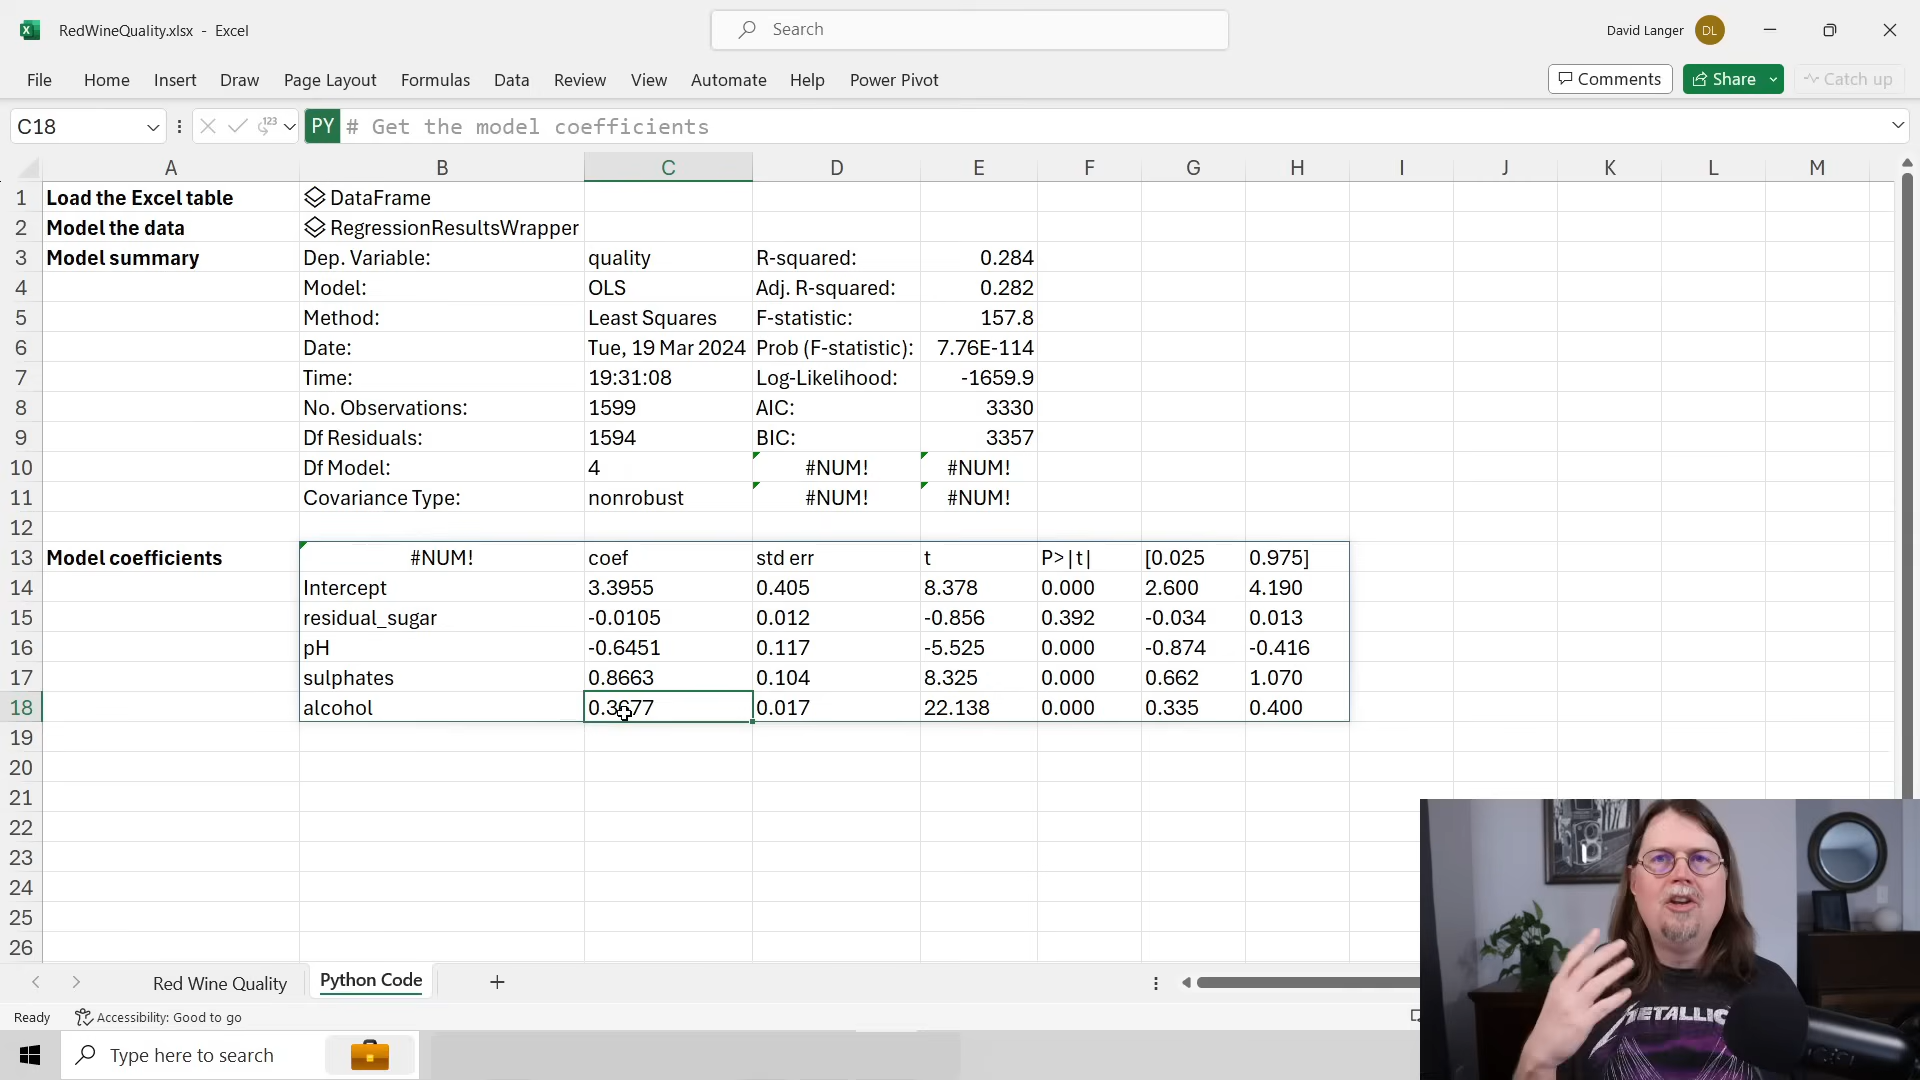 RedWineQuality.xlsx - Excel
Search
David Langer DL
File Home Insert Draw Page Layout Formulas Data Review View Automate Help Power Pivot
Comments Share Catch up
C18 PY # Get the model coefficients
A B C D E F G H I J K L M
1 Load the Excel table DataFrame
2 Model the data RegressionResultsWrapper
3 Model summary Dep. Variable: quality R-squared: 0.284
4 Model: OLS Adj. R-squared: 0.282
5 Method: Least Squares F-statistic: 157.8
6 Date: Tue, 19 Mar 2024 Prob (F-statistic): 7.76E-114
7 Time: 19:31:08 Log-Likelihood: -1659.9
8 No. Observations: 1599 AIC: 3330
9 Df Residuals: 1594 BIC: 3357
10 Df Model: 4 #NUM! #NUM!
11 Covariance Type: nonrobust #NUM! #NUM!
12
13 Model coefficients #NUM! coef std err t P>|t| [0.025 0.975]
14 Intercept 3.3955 0.405 8.378 0.000 2.600 4.190
15 residual_sugar -0.0105 0.012 -0.856 0.392 -0.034 0.013
16 pH -0.6451 0.117 -5.525 0.000 -0.874 -0.416
17 sulphates 0.8663 0.104 8.325 0.000 0.662 1.070
18 alcohol 0.3677 0.017 22.138 0.000 0.335 0.400
19
20
21
22
23
24
25
26
Red Wine Quality Python Code
Ready Accessibility: Good to go
Type here to search
METALLIC